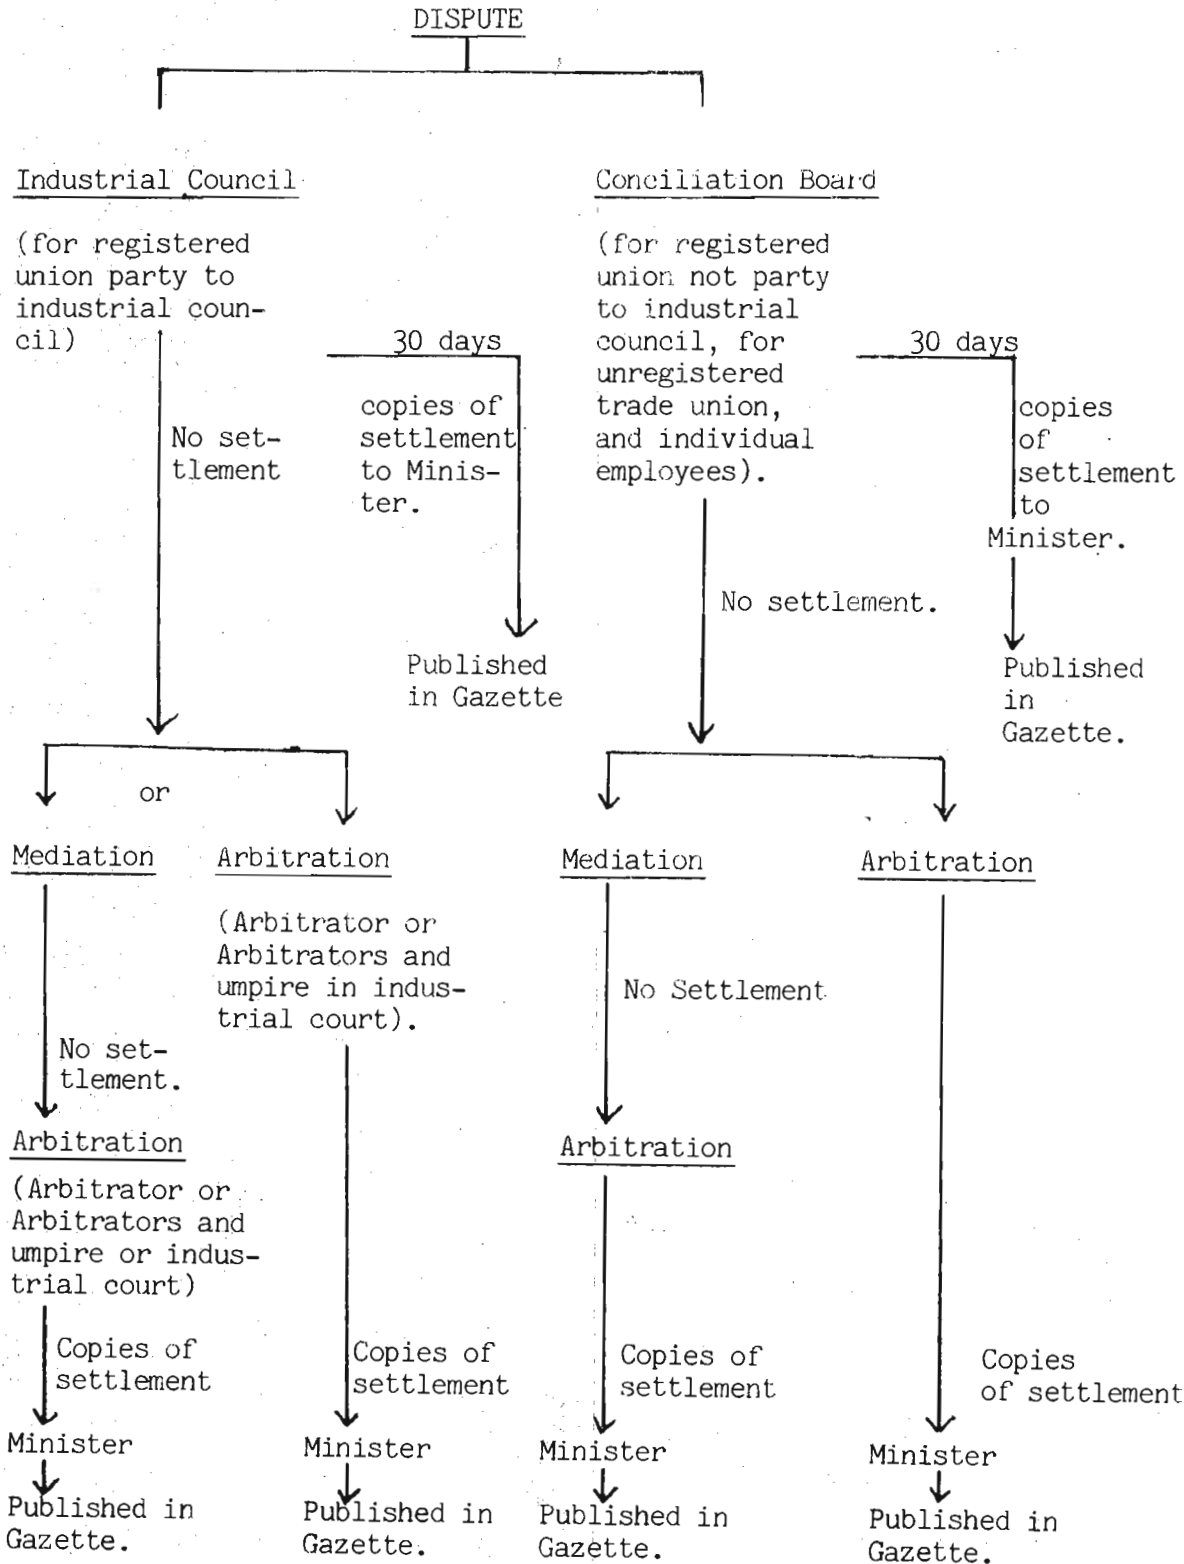 DISPUTE
Industrial Council
(for registered
union party to
industrial coun-
cil)
30 days
No set-
tlement
copies of
settlement
to Minis-
ter.
Published
in Gazette
Conciliation Board
(for registered
union not party
to industrial
council, for
unregistered
trade union,
and individual
employees).
30 days
copies
of
settlement
to
Minister.
No settlement.
Published
in
Gazette.
or
Mediation
Arbitration
(Arbitrator or
Arbitrators and
umpire in indus-
trial court).
No set-
tlement.
Arbitration
(Arbitrator or
Arbitrators and
umpire or indus-
trial court)
Copies of
settlement
Minister
Published in
Gazette.
Copies of
settlement
Minister
Published in
Gazette.
Mediation
No Settlement
Arbitration
Copies of
settlement
Minister
Published in
Gazette.
Arbitration
Copies
of settlement
Minister
Published in
Gazette.